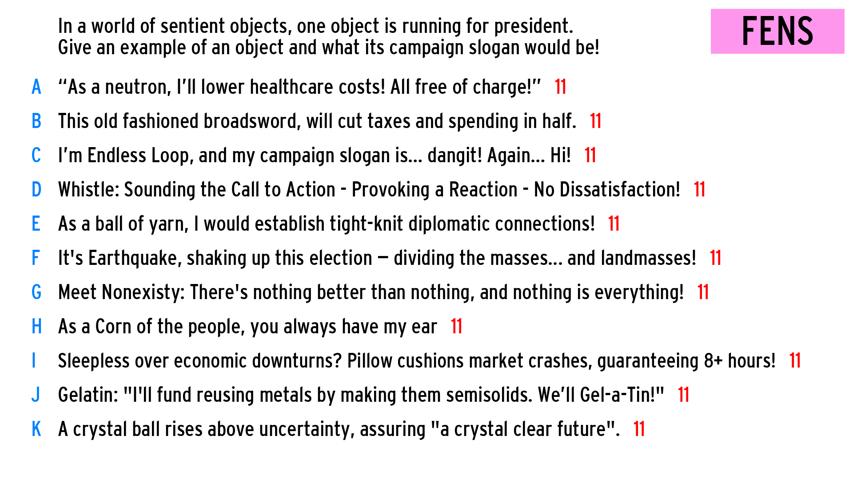 In a world of sentient objects, one object is running for president.
Give an example of an object and what its campaign slogan would be!
FENS
A “As a neutron, I’ll lower healthcare costs! All free of charge!” 11
B This old fashioned broadsword, will cut taxes and spending in half. 11
C I’m Endless Loop, and my campaign slogan is... dangit! Again... Hi! 11
D Whistle: Sounding the Call to Action - Provoking a Reaction - No Dissatisfaction! 11
E As a ball of yarn, I would establish tight-knit diplomatic connections! 11
F It's Earthquake, shaking up this election – dividing the masses... and landmasses! 11
G Meet Nonexisty: There's nothing better than nothing, and nothing is everything! 11
H As a Corn of the people, you always have my ear 11
I Sleepless over economic downturns? Pillow cushions market crashes, guaranteeing 8+ hours! 11
J Gelatin: "I'll fund reusing metals by making them semisolids. We’ll Gel-a-Tin!" 11
K A crystal ball rises above uncertainty, assuring "a crystal clear future". 11